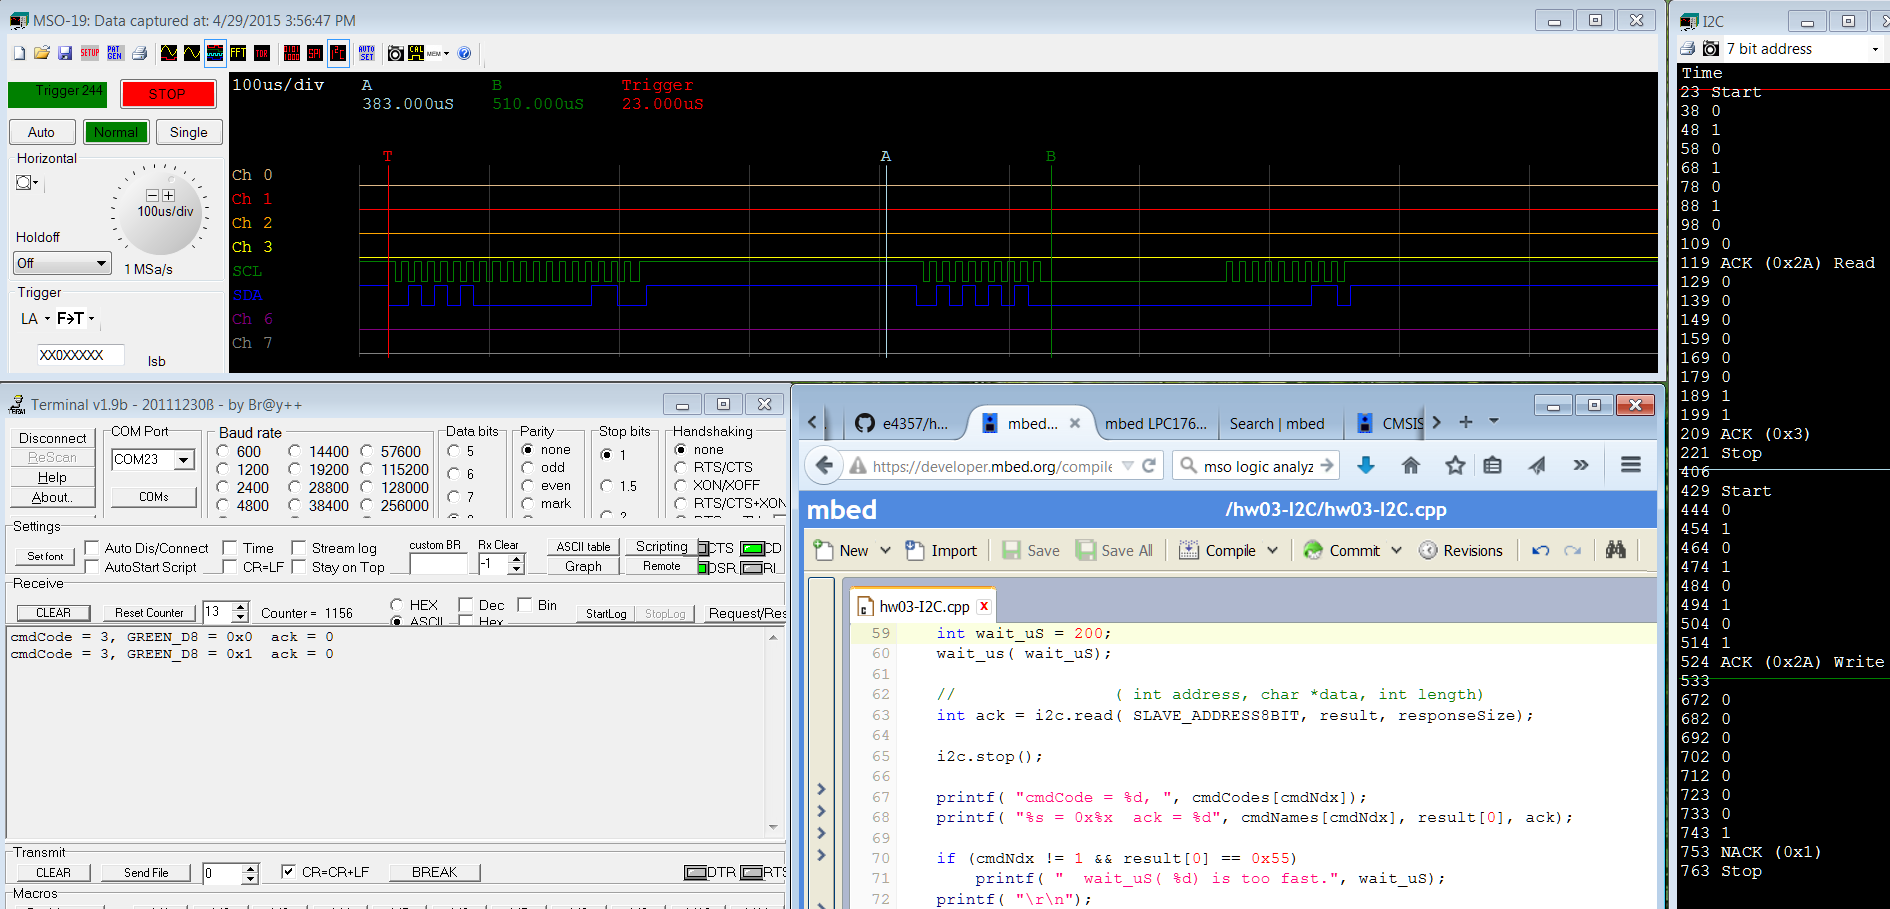 MSO-19: Data captured at: 4/29/2015 3:56:47 PM
SETUP PAT GEN FFT TDR SPI I²C AUTO SET CAL MEM
Trigger 244 STOP
Auto Normal Single
Horizontal
100us/div
Holdoff
Off
1 MSa/s
Trigger
LA F→T
XX0XXXXX lsb
100us/div A B Trigger
383.000uS 510.000uS 23.000uS
T A B
Ch 0
Ch 1
Ch 2
Ch 3
SCL
SDA
Ch 6
Ch 7
I2C
7 bit address
Time
23 Start
38 0
48 1
58 0
68 1
78 0
88 1
98 0
109 0
119 ACK (0x2A) Read
129 0
139 0
149 0
159 0
169 0
179 0
189 1
199 1
209 ACK (0x3)
221 Stop
406
429 Start
444 0
454 1
464 0
474 1
484 0
494 1
504 0
514 1
524 ACK (0x2A) Write
533
672 0
682 0
692 0
702 0
712 0
723 0
733 0
743 1
753 NACK (0x1)
763 Stop
Terminal v1.9b - 20111230ß - by Br@y++
Disconnect
ReScan
Help
About..
COM Port
COM23
COMs
Baud rate
600 14400 57600
1200 19200 115200
2400 28800 128000
4800 38400 256000
Data bits
5
6
7
Parity
none
odd
even
mark
Stop bits
1
1.5
2
Handshaking
none
RTS/CTS
XON/XOFF
RTS/CTS+XON
Settings
Set font
Auto Dis/Connect Time Stream log
AutoStart Script CR=LF Stay on Top
custom BR Rx Clear
-1
ASCII table Scripting
Graph Remote
CTS CD
DSR RI
Receive
CLEAR Reset Counter 13 Counter = 1156
HEX Dec Bin
ASCII Hex
StartLog StopLog Request/Res
cmdCode = 3, GREEN_D8 = 0x0 ack = 0
cmdCode = 3, GREEN_D8 = 0x1 ack = 0
Transmit
CLEAR Send File 0 CR=CR+LF BREAK DTR RTS
Macros
e4357/h... mbed... mbed LPC176... Search | mbed CMSIS
https://developer.mbed.org/compile mso logic analyz
mbed /hw03-I2C/hw03-I2C.cpp
New Import Save Save All Compile Commit Revisions
hw03-I2C.cpp
59 int wait_uS = 200;
60 wait_us( wait_uS);
61
62 // ( int address, char *data, int length)
63 int ack = i2c.read( SLAVE_ADDRESS8BIT, result, responseSize);
64
65 i2c.stop();
66
67 printf( "cmdCode = %d, ", cmdCodes[cmdNdx]);
68 printf( "%s = 0x%x ack = %d", cmdNames[cmdNdx], result[0], ack);
69
70 if (cmdNdx != 1 && result[0] == 0x55)
71 printf( " wait_uS( %d) is too fast.", wait_uS);
72 printf( "\r\n");